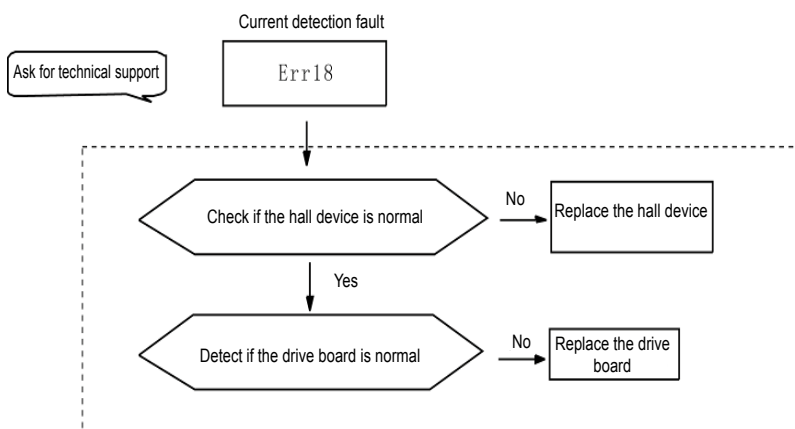 Current detection fault
Ask for technical support
Err18
Check if the hall device is normal
No
Replace the hall device
Yes
Detect if the drive board is normal
No
Replace the drive
board